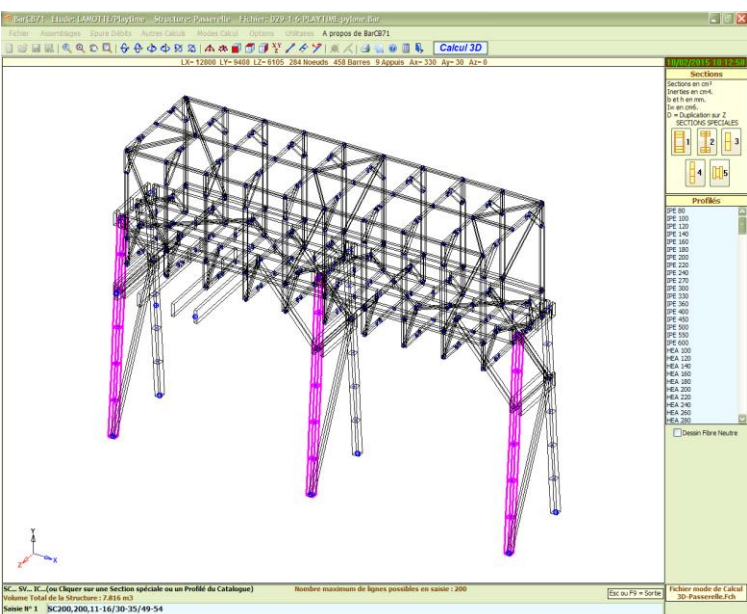 BarCB71 Etude: LAMOTTE/Playtime Structure: Passerelle Fichier: D29-1-6-PLAYTIME-pylone.Bar
Fichier Assemblages Epure Débits Autres Calculs Modes Calcul Options Utilitaires A propos de BarCB71
Calcul 3D
LX= 12800 LY= 9408 LZ= 6105 284 Noeuds 458 Barres 9 Appuis Ax= 330 Ay= 30 Az= 0
10/02/2015 10:12:58
Sections
Sections en cm²
Inerties en cm4.
b et h en mm.
Iw en cm6.
D = Duplication sur Z
SECTIONS SPECIALES
1 2 3
4 5
Profilés
IPE 80
IPE 100
IPE 120
IPE 140
IPE 160
IPE 180
IPE 200
IPE 220
IPE 240
IPE 270
IPE 300
IPE 330
IPE 360
IPE 400
IPE 450
IPE 500
IPE 550
IPE 600
HEA 100
HEA 120
HEA 140
HEA 160
HEA 180
HEA 200
HEA 220
HEA 240
HEA 260
HEA 280
Dessin Fibre Neutre
Y
Z X
SC... SV... IC...(ou Cliquer sur une Section spéciale ou un Profilé du Catalogue) Nombre maximum de lignes possibles en saisie : 200
Volume Total de la Structure : 7.816 m3
Esc ou F9 = Sortie
Fichier mode de Calcul
3D-Passerelle.Fch
Saisie N° 1 SC200,200,11-16/30-35/49-54